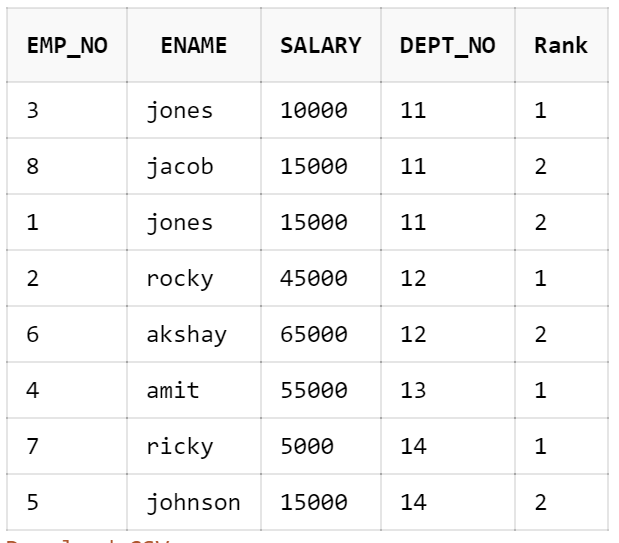 EMP_NO ENAME SALARY DEPT_NO Rank
3 jones 10000 11 1
8 jacob 15000 11 2
1 jones 15000 11 2
2 rocky 45000 12 1
6 akshay 65000 12 2
4 amit 55000 13 1
7 ricky 5000 14 1
5 johnson 15000 14 2